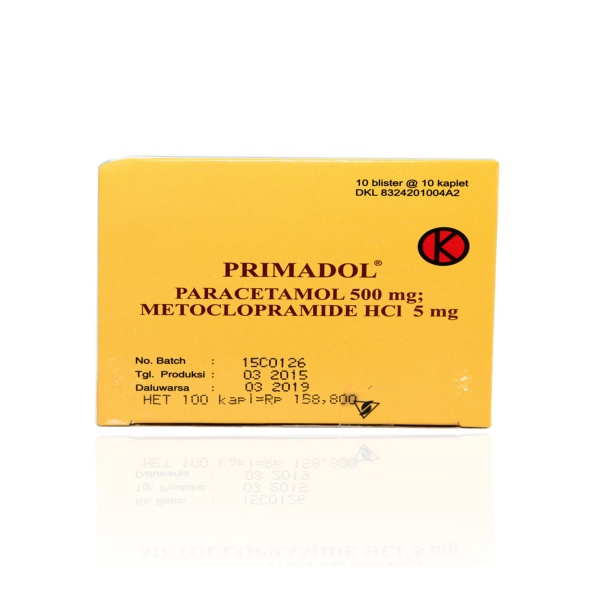 10 blister @ 10 kaplet
DKL 8324201004A2
K
PRIMADOL®
PARACETAMOL 500 mg;
METOCLOPRAMIDE HCl 5 mg
No. Batch : 15C0126
Tgl. Produksi : 03 2015
Daluwarsa : 03 2019
HET 100 kapl=Rp 158,800